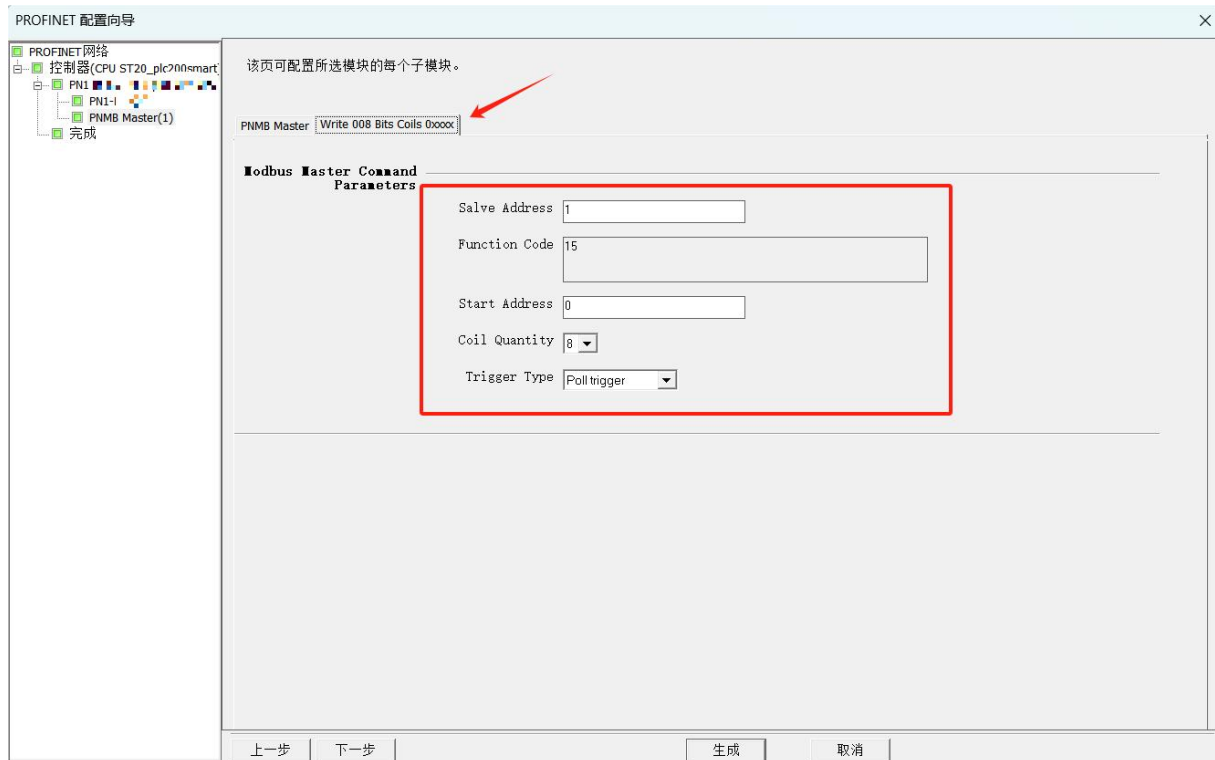 PROFINET 配置向导
PROFINET网络
控制器(CPU ST20_plc200smart
PN1
PN1-I
PNMB Master(1)
完成
该页可配置所选模块的每个子模块。
PNMB Master
Write 008 Bits Coils 0xxxx
Modbus Master Command
Parameters
Salve Address 1
Function Code 15
Start Address 0
Coil Quantity 8
Trigger Type Poll trigger
上一步
下一步
生成
取消